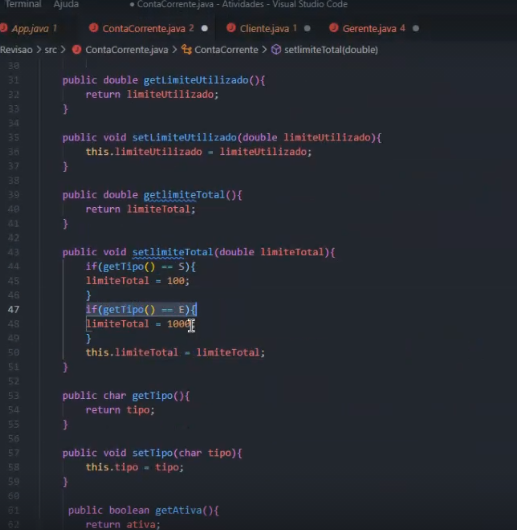 Terminal Ajuda ● ContaCorrente.java - Atividades - Visual Studio Code
App.java 1 ContaCorrente.java 2 ● Cliente.java 1 ● Gerente.java 4 ●
Revisao > src > ContaCorrente.java > ContaCorrente > setlimiteTotal(double)
30
31 public double getLimiteUtilizado(){
32 return limiteUtilizado;
33 }
34
35 public void setLimiteUtilizado(double limiteUtilizado){
36 this.limiteUtilizado = limiteUtilizado;
37 }
38
39 public double getlimiteTotal(){
40 return limiteTotal;
41 }
42
43 public void setlimiteTotal(double limiteTotal){
44 if(getTipo() == S){
45 limiteTotal = 100;
46 }
47 if(getTipo() == E){
48 limiteTotal = 1000;
49 }
50 this.limiteTotal = limiteTotal;
51 }
52
53 public char getTipo(){
54 return tipo;
55 }
56
57 public void setTipo(char tipo){
58 this.tipo = tipo;
59 }
60
61 public boolean getAtiva(){
62 return ativa;